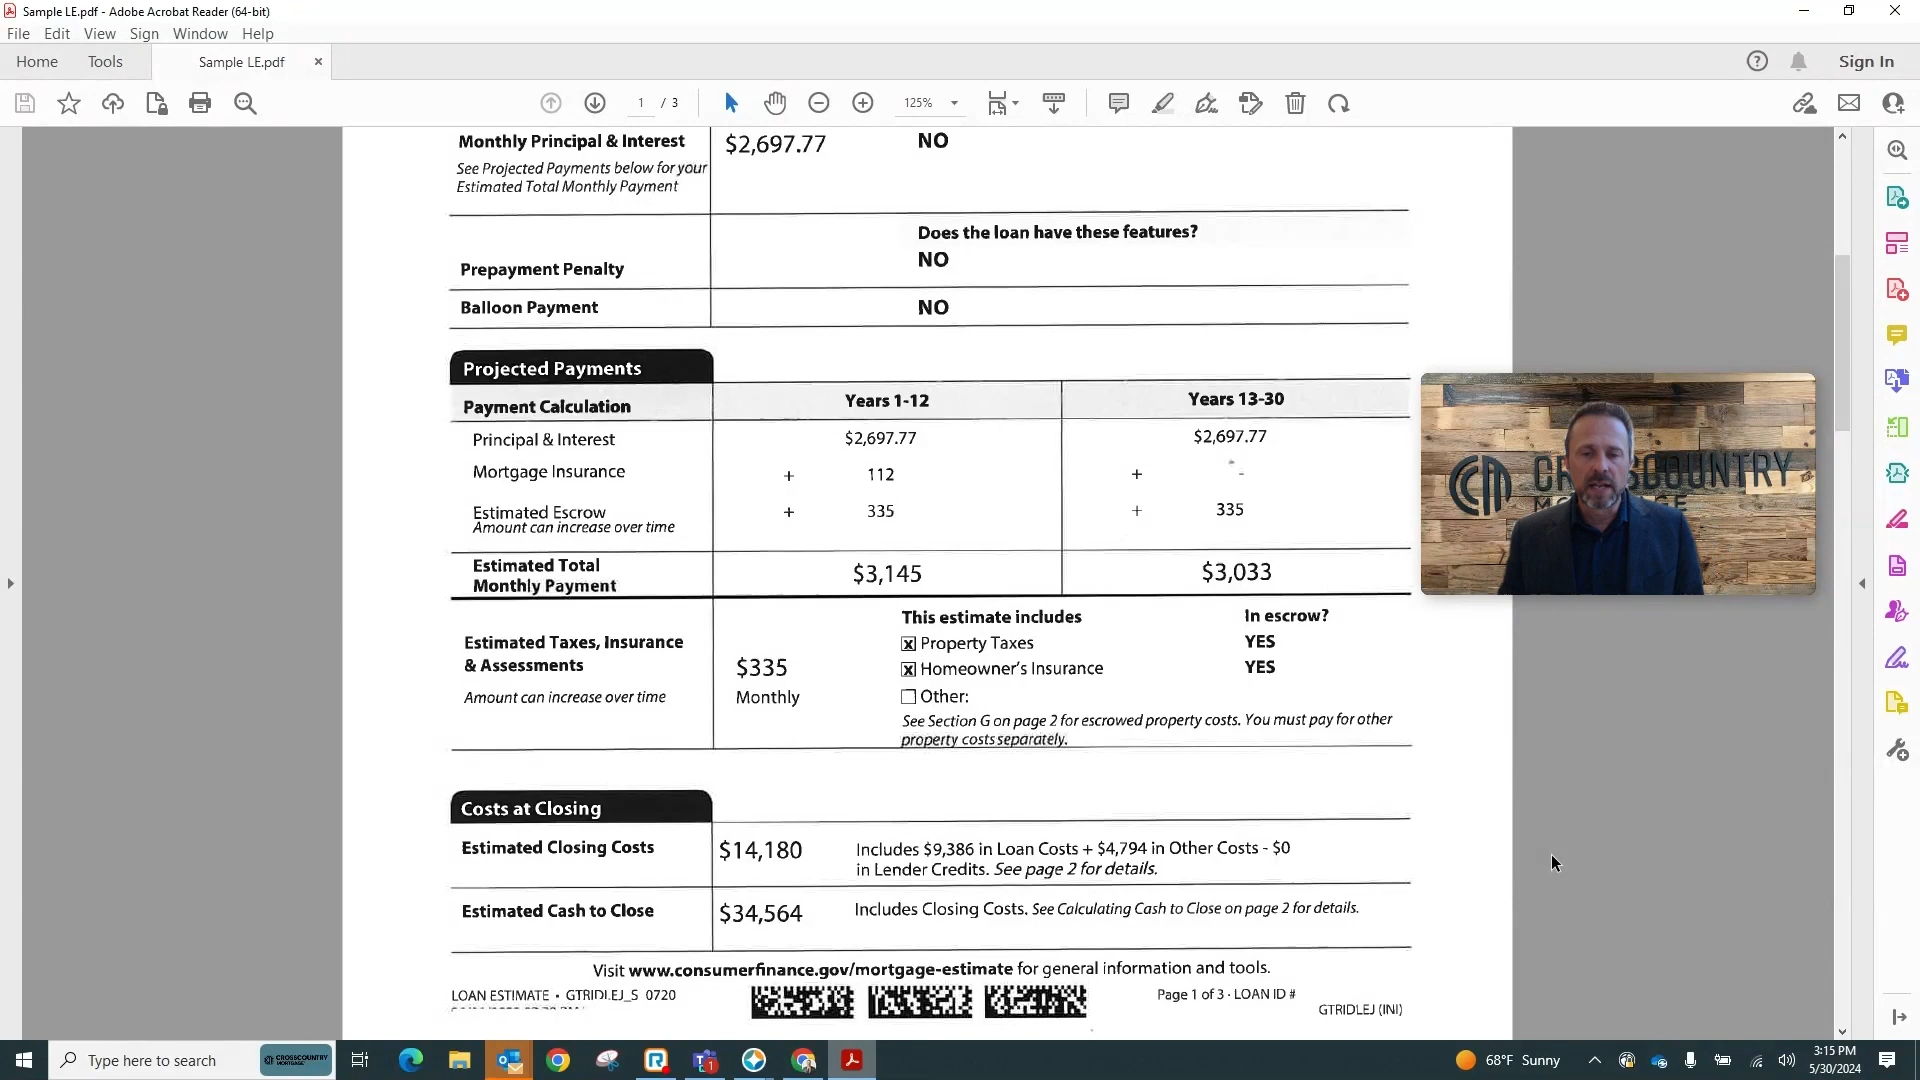 Sample LE.pdf - Adobe Acrobat Reader (64-bit)
File Edit View Sign Window Help
Home Tools Sample LE.pdf × Sign In
1 / 3 125%
Monthly Principal & Interest $2,697.77 NO
See Projected Payments below for your
Estimated Total Monthly Payment
Does the loan have these features?
Prepayment Penalty NO
Balloon Payment NO
Projected Payments
Payment Calculation Years 1-12 Years 13-30
Principal & Interest $2,697.77 $2,697.77
Mortgage Insurance + 112 + -
Estimated Escrow + 335 + 335
Amount can increase over time
Estimated Total
Monthly Payment $3,145 $3,033
This estimate includes In escrow?
Estimated Taxes, Insurance
& Assessments
Amount can increase over time
$335
Monthly
x Property Taxes YES
x Homeowner's Insurance YES
Other:
See Section G on page 2 for escrowed property costs. You must pay for other
property costs separately.
Costs at Closing
Estimated Closing Costs $14,180 Includes $9,386 in Loan Costs + $4,794 in Other Costs - $0
in Lender Credits. See page 2 for details.
Estimated Cash to Close $34,564 Includes Closing Costs. See Calculating Cash to Close on page 2 for details.
Visit www.consumerfinance.gov/mortgage-estimate for general information and tools.
LOAN ESTIMATE • GTRIDLEJ_S 0720 Page 1 of 3 · LOAN ID #
GTRIDLEJ (INI)
Type here to search
CROSSCOUNTRY
MORTGAGE
68°F Sunny
3:15 PM
5/30/2024